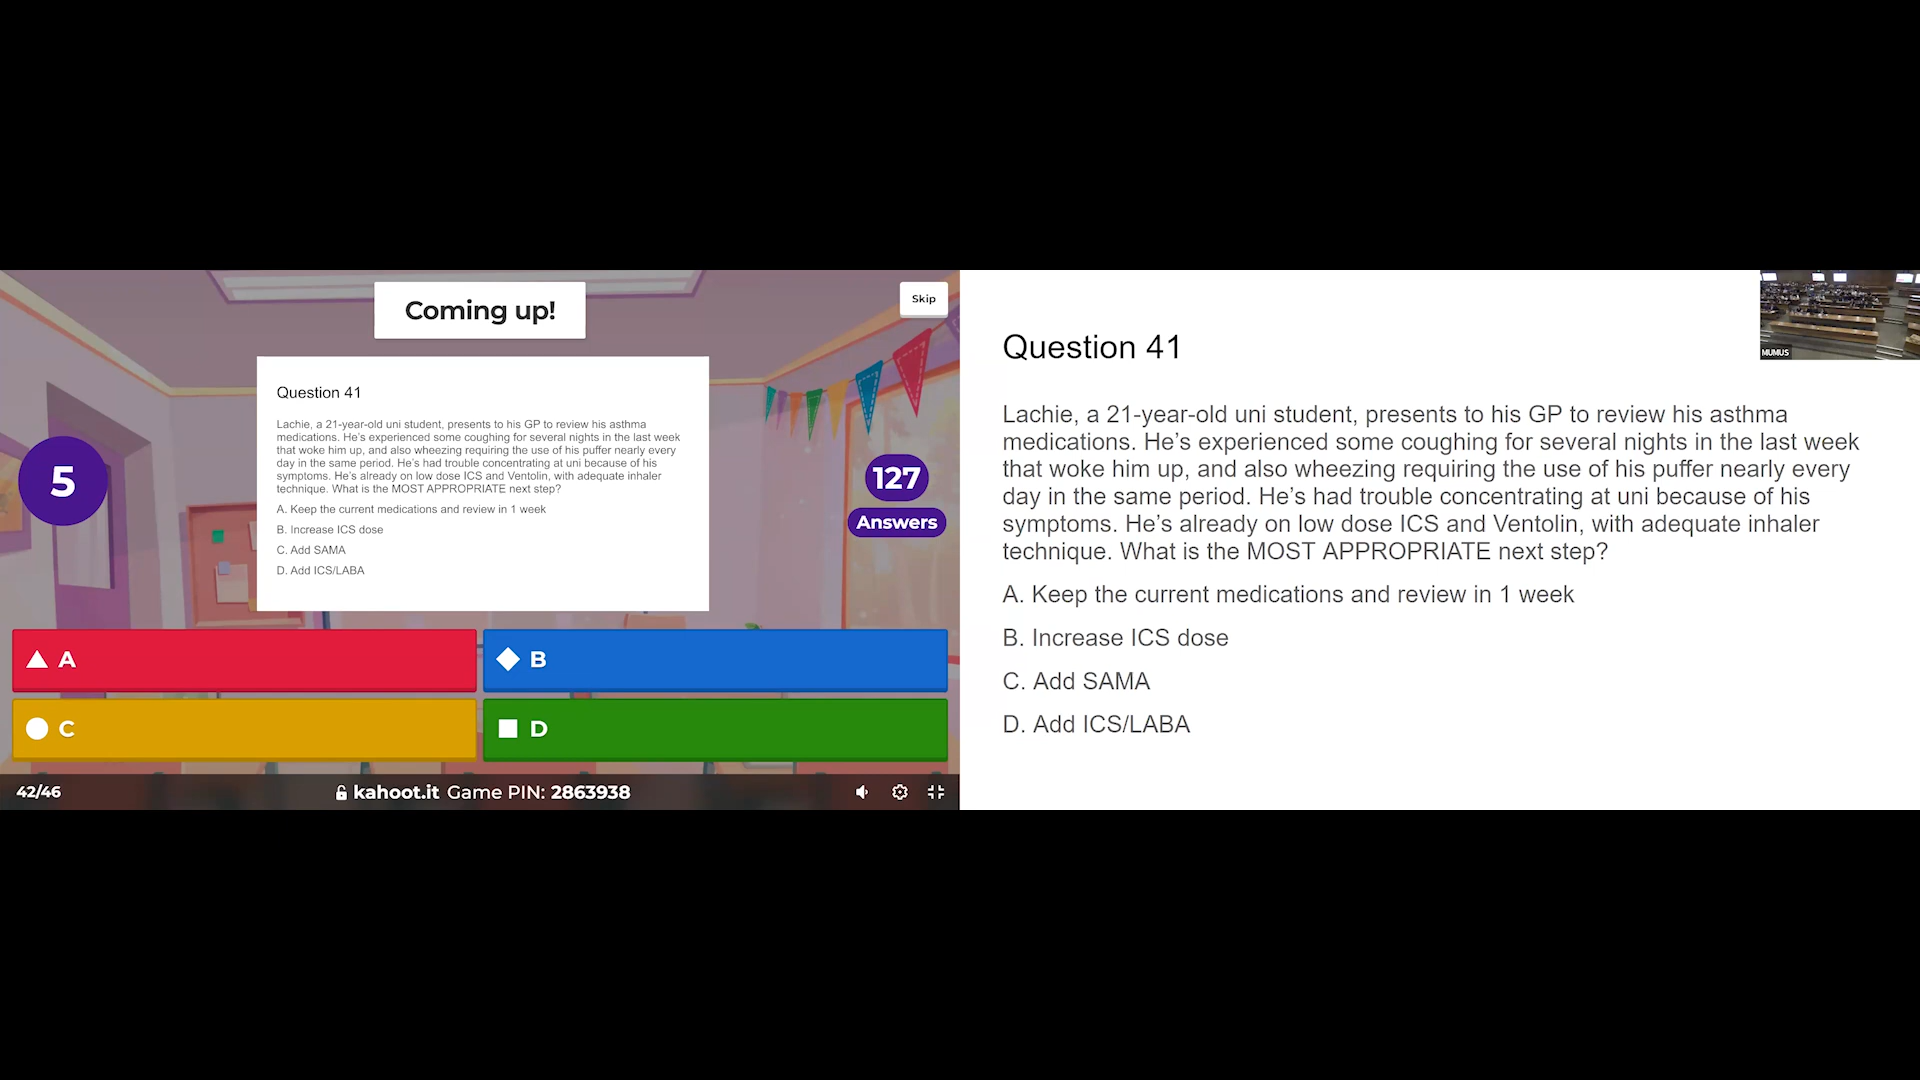 Coming up!
Skip
Question 41
Lachie, a 21-year-old uni student, presents to his GP to review his asthma
medications. He's experienced some coughing for several nights in the last week
that woke him up, and also wheezing requiring the use of his puffer nearly every
day in the same period. He's had trouble concentrating at uni because of his
symptoms. He's already on low dose ICS and Ventolin, with adequate inhaler
technique. What is the MOST APPROPRIATE next step?
A. Keep the current medications and review in 1 week
B. Increase ICS dose
C. Add SAMA
D. Add ICS/LABA
5
127
Answers
A
B
C
D
42/46
kahoot.it Game PIN: 2863938
MUMUS
Question 41
Lachie, a 21-year-old uni student, presents to his GP to review his asthma
medications. He's experienced some coughing for several nights in the last week
that woke him up, and also wheezing requiring the use of his puffer nearly every
day in the same period. He's had trouble concentrating at uni because of his
symptoms. He's already on low dose ICS and Ventolin, with adequate inhaler
technique. What is the MOST APPROPRIATE next step?
A. Keep the current medications and review in 1 week
B. Increase ICS dose
C. Add SAMA
D. Add ICS/LABA